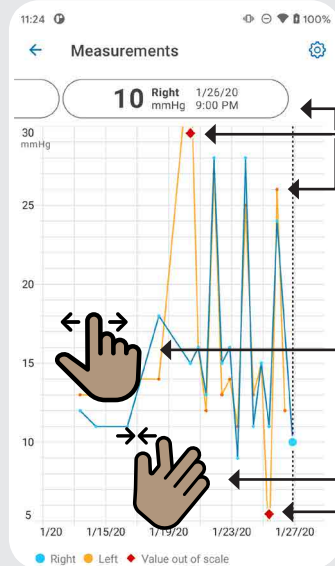 11:24 100%
Measurements
10 Right 1/26/20
mmHg 9:00 PM
30
mmHg
25
20
15
10
5
1/20 1/15/20 1/19/20 1/23/20 1/27/20
Right Left Value out of scale